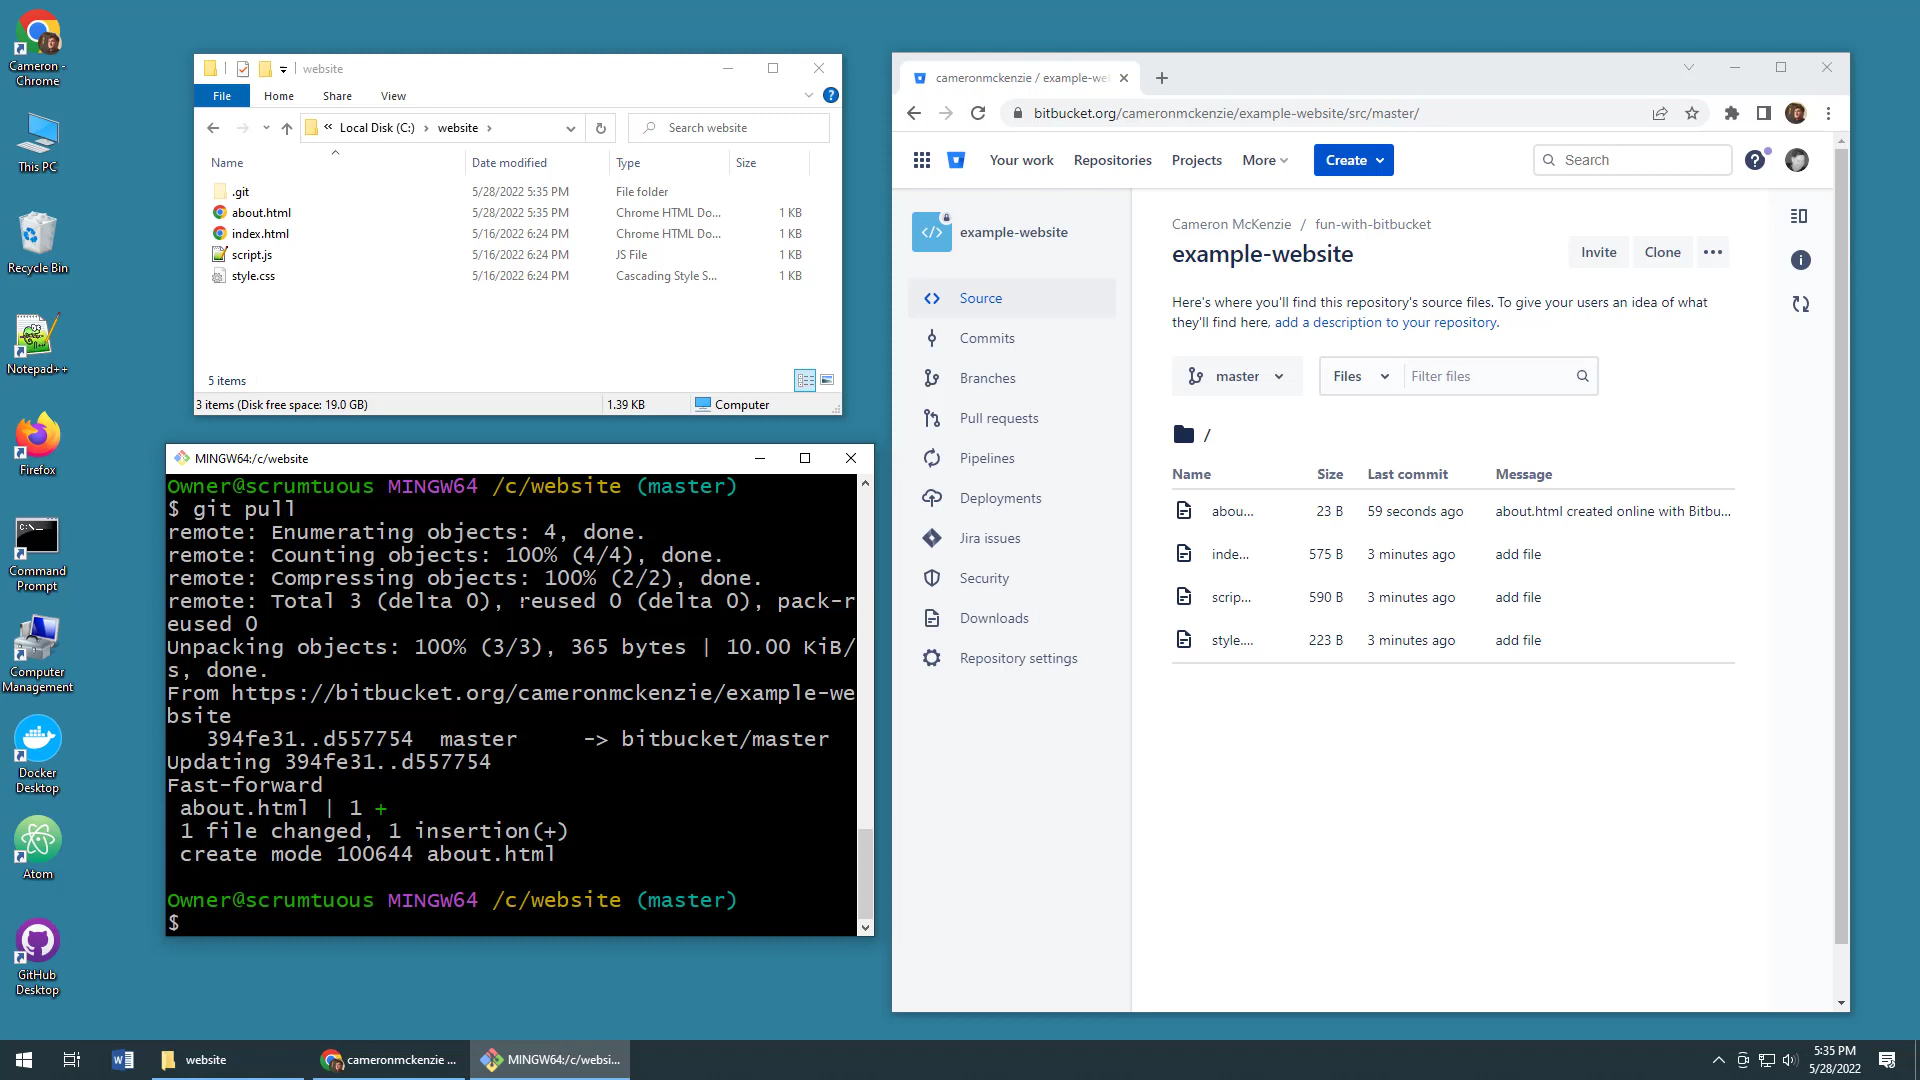 Cameron -
Chrome
This PC
Recycle Bin
Notepad++
Firefox
Command
Prompt
Computer
Management
Docker
Desktop
Atom
GitHub
Desktop
website
File Home Share View
Local Disk (C:) website
Search website
Name Date modified Type Size
.git 5/28/2022 5:35 PM File folder
about.html 5/28/2022 5:35 PM Chrome HTML Do... 1 KB
index.html 5/16/2022 6:24 PM Chrome HTML Do... 1 KB
script.js 5/16/2022 6:24 PM JS File 1 KB
style.css 5/16/2022 6:24 PM Cascading Style S... 1 KB
5 items
3 items (Disk free space: 19.0 GB) 1.39 KB Computer
MINGW64:/c/website
Owner@scrumtuous MINGW64 /c/website (master)
$ git pull
remote: Enumerating objects: 4, done.
remote: Counting objects: 100% (4/4), done.
remote: Compressing objects: 100% (2/2), done.
remote: Total 3 (delta 0), reused 0 (delta 0), pack-r
eused 0
Unpacking objects: 100% (3/3), 365 bytes | 10.00 KiB/
s, done.
From https://bitbucket.org/cameronmckenzie/example-we
bsite
394fe31..d557754 master -> bitbucket/master
Updating 394fe31..d557754
Fast-forward
about.html | 1 +
1 file changed, 1 insertion(+)
create mode 100644 about.html
Owner@scrumtuous MINGW64 /c/website (master)
$
cameronmckenzie / example-we
bitbucket.org/cameronmckenzie/example-website/src/master/
Your work Repositories Projects More Create Search
example-website
Source
Commits
Branches
Pull requests
Pipelines
Deployments
Jira issues
Security
Downloads
Repository settings
Cameron McKenzie / fun-with-bitbucket
example-website
Invite Clone
Here's where you'll find this repository's source files. To give your users an idea of what
they'll find here, add a description to your repository.
master Files Filter files
/
Name Size Last commit Message
abou... 23 B 59 seconds ago about.html created online with Bitbu...
inde... 575 B 3 minutes ago add file
scrip... 590 B 3 minutes ago add file
style.... 223 B 3 minutes ago add file
website
cameronmckenzie ...
MINGW64:/c/websi...
5:35 PM
5/28/2022